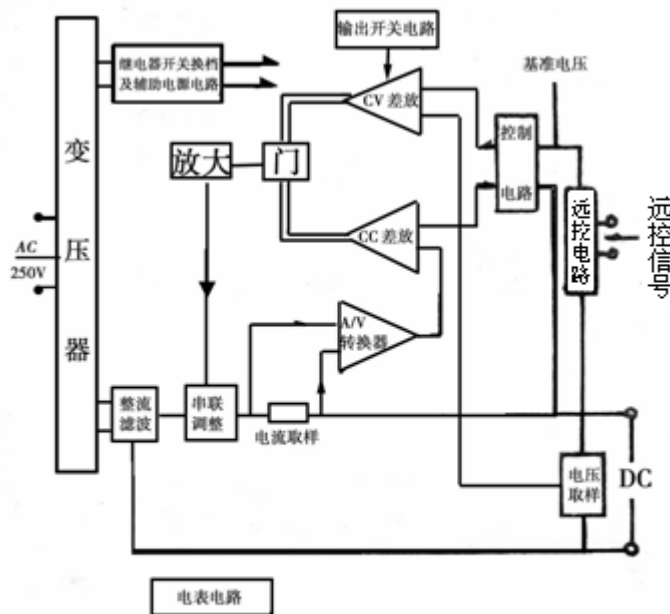 输出开关电路
继电器开关换档
及辅助电源电路
基准电压
CV 差放
控制
电路
放大
门
变
压
器
AC
250V
CC 差放
远控电路
远控信号
A/V
转换器
整流
滤波
串联
调整
电流取样
电压
取样
DC
电表电路